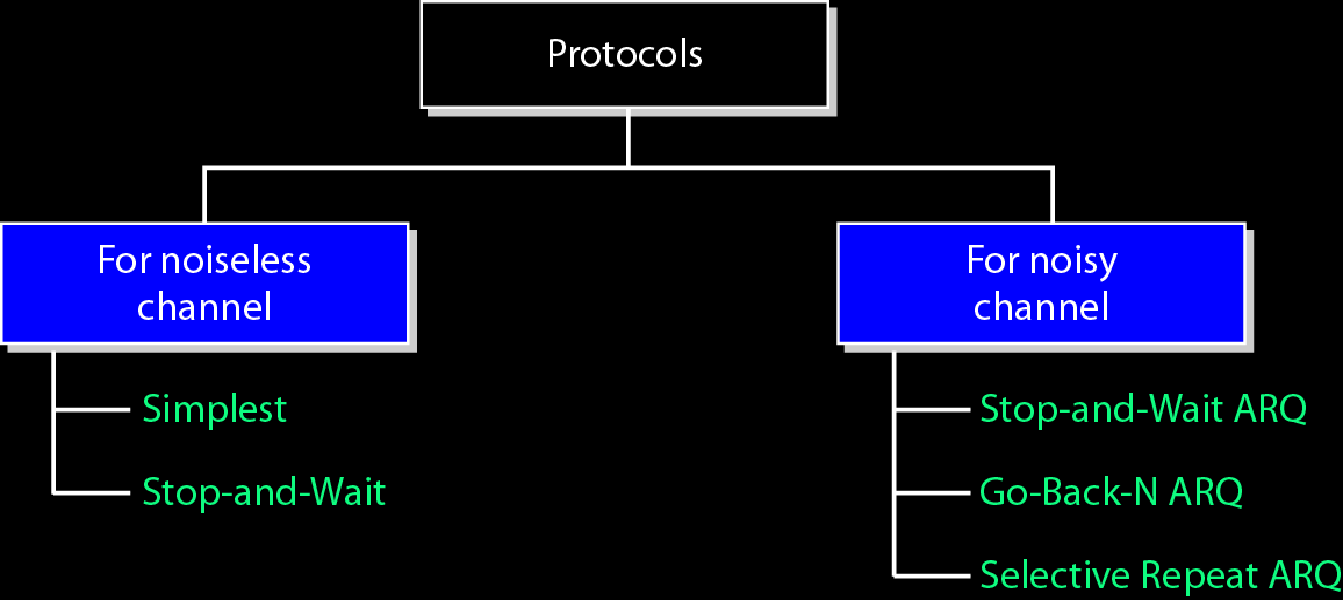 Protocols
For noiseless
channel
For noisy
channel
Simplest
Stop-and-Wait
Stop-and-Wait ARQ
Go-Back-N ARQ
Selective Repeat ARQ